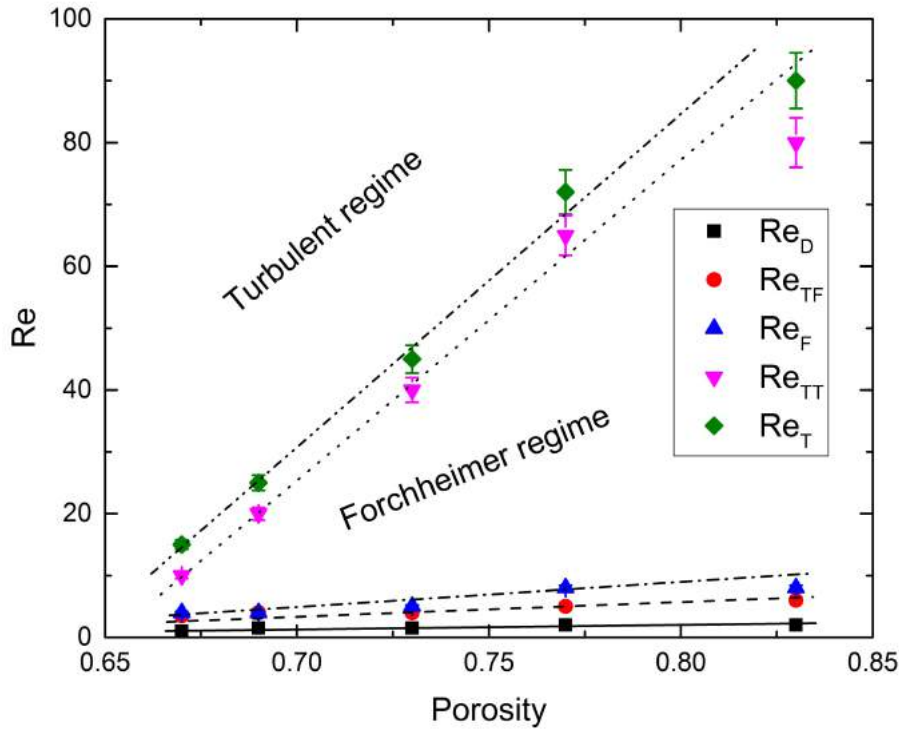 100
80
60
40
20
0
Re
Turbulent regime
Forchheimer regime
Re_D
Re_TF
Re_F
Re_TT
Re_T
0.65 0.70 0.75 0.80 0.85
Porosity